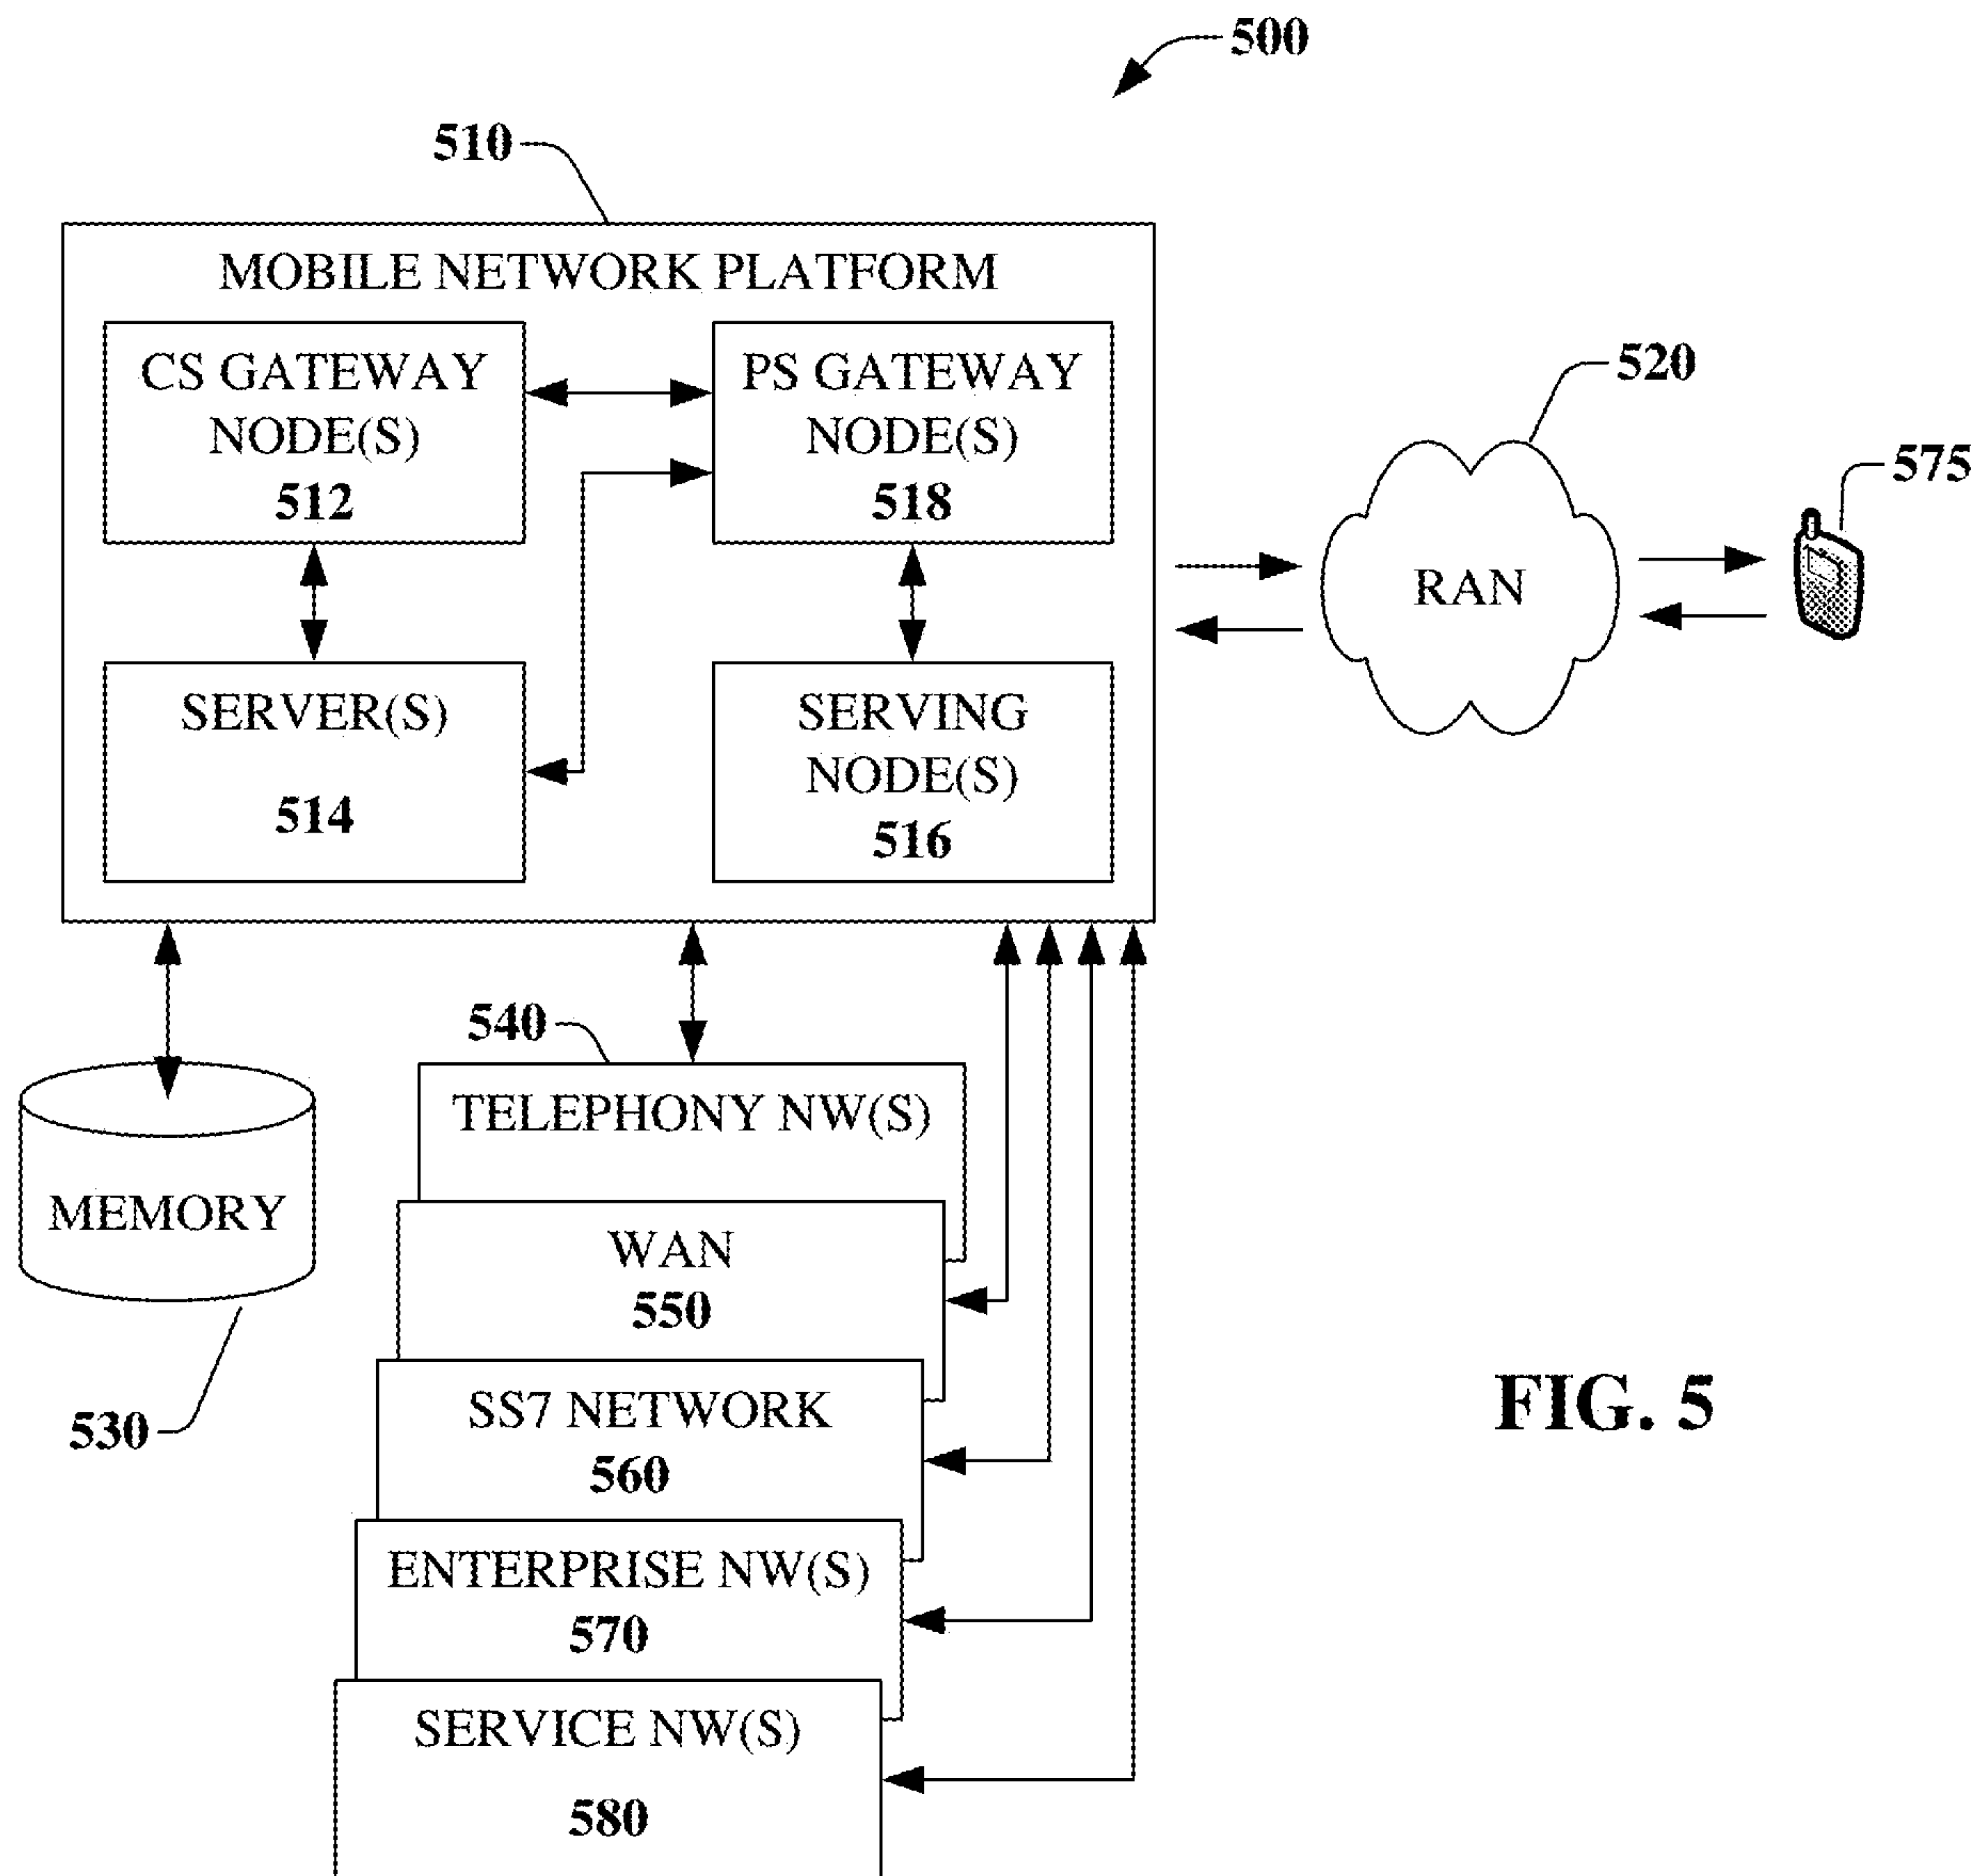 500
510
MOBILE NETWORK PLATFORM
CS GATEWAY
NODE(S)
512
PS GATEWAY
NODE(S)
518
SERVER(S)
514
SERVING
NODE(S)
516
520
RAN
575
540
TELEPHONY NW(S)
MEMORY
530
WAN
550
SS7 NETWORK
560
ENTERPRISE NW(S)
570
SERVICE NW(S)
580
FIG. 5